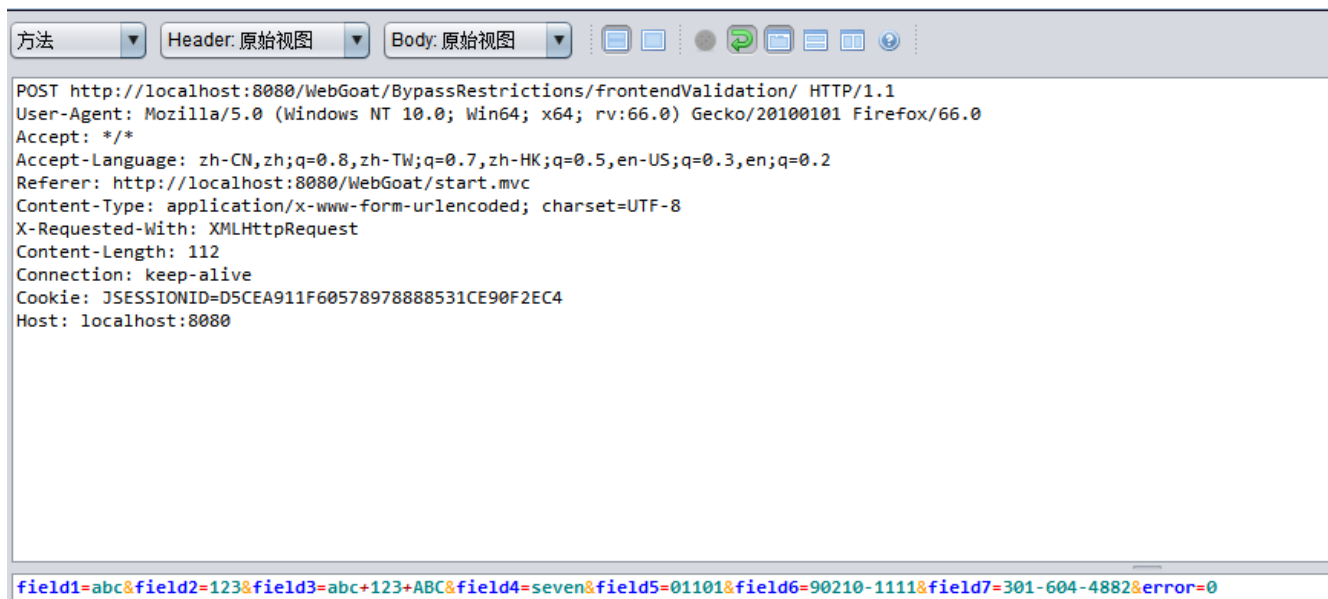 方法 Header: 原始视图 Body: 原始视图
POST http://localhost:8080/WebGoat/BypassRestrictions/frontendValidation/ HTTP/1.1
User-Agent: Mozilla/5.0 (Windows NT 10.0; Win64; x64; rv:66.0) Gecko/20100101 Firefox/66.0
Accept: */*
Accept-Language: zh-CN,zh;q=0.8,zh-TW;q=0.7,zh-HK;q=0.5,en-US;q=0.3,en;q=0.2
Referer: http://localhost:8080/WebGoat/start.mvc
Content-Type: application/x-www-form-urlencoded; charset=UTF-8
X-Requested-With: XMLHttpRequest
Content-Length: 112
Connection: keep-alive
Cookie: JSESSIONID=D5CEA911F60578978888531CE90F2EC4
Host: localhost:8080
field1=abc&field2=123&field3=abc+123+ABC&field4=seven&field5=01101&field6=90210-1111&field7=301-604-4882&error=0